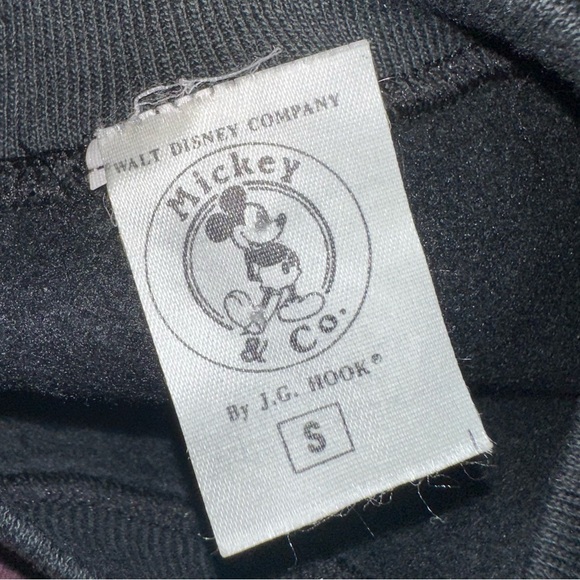 WALT DISNEY COMPANY
Mickey
& Co.
By J.G. HOOK®
S